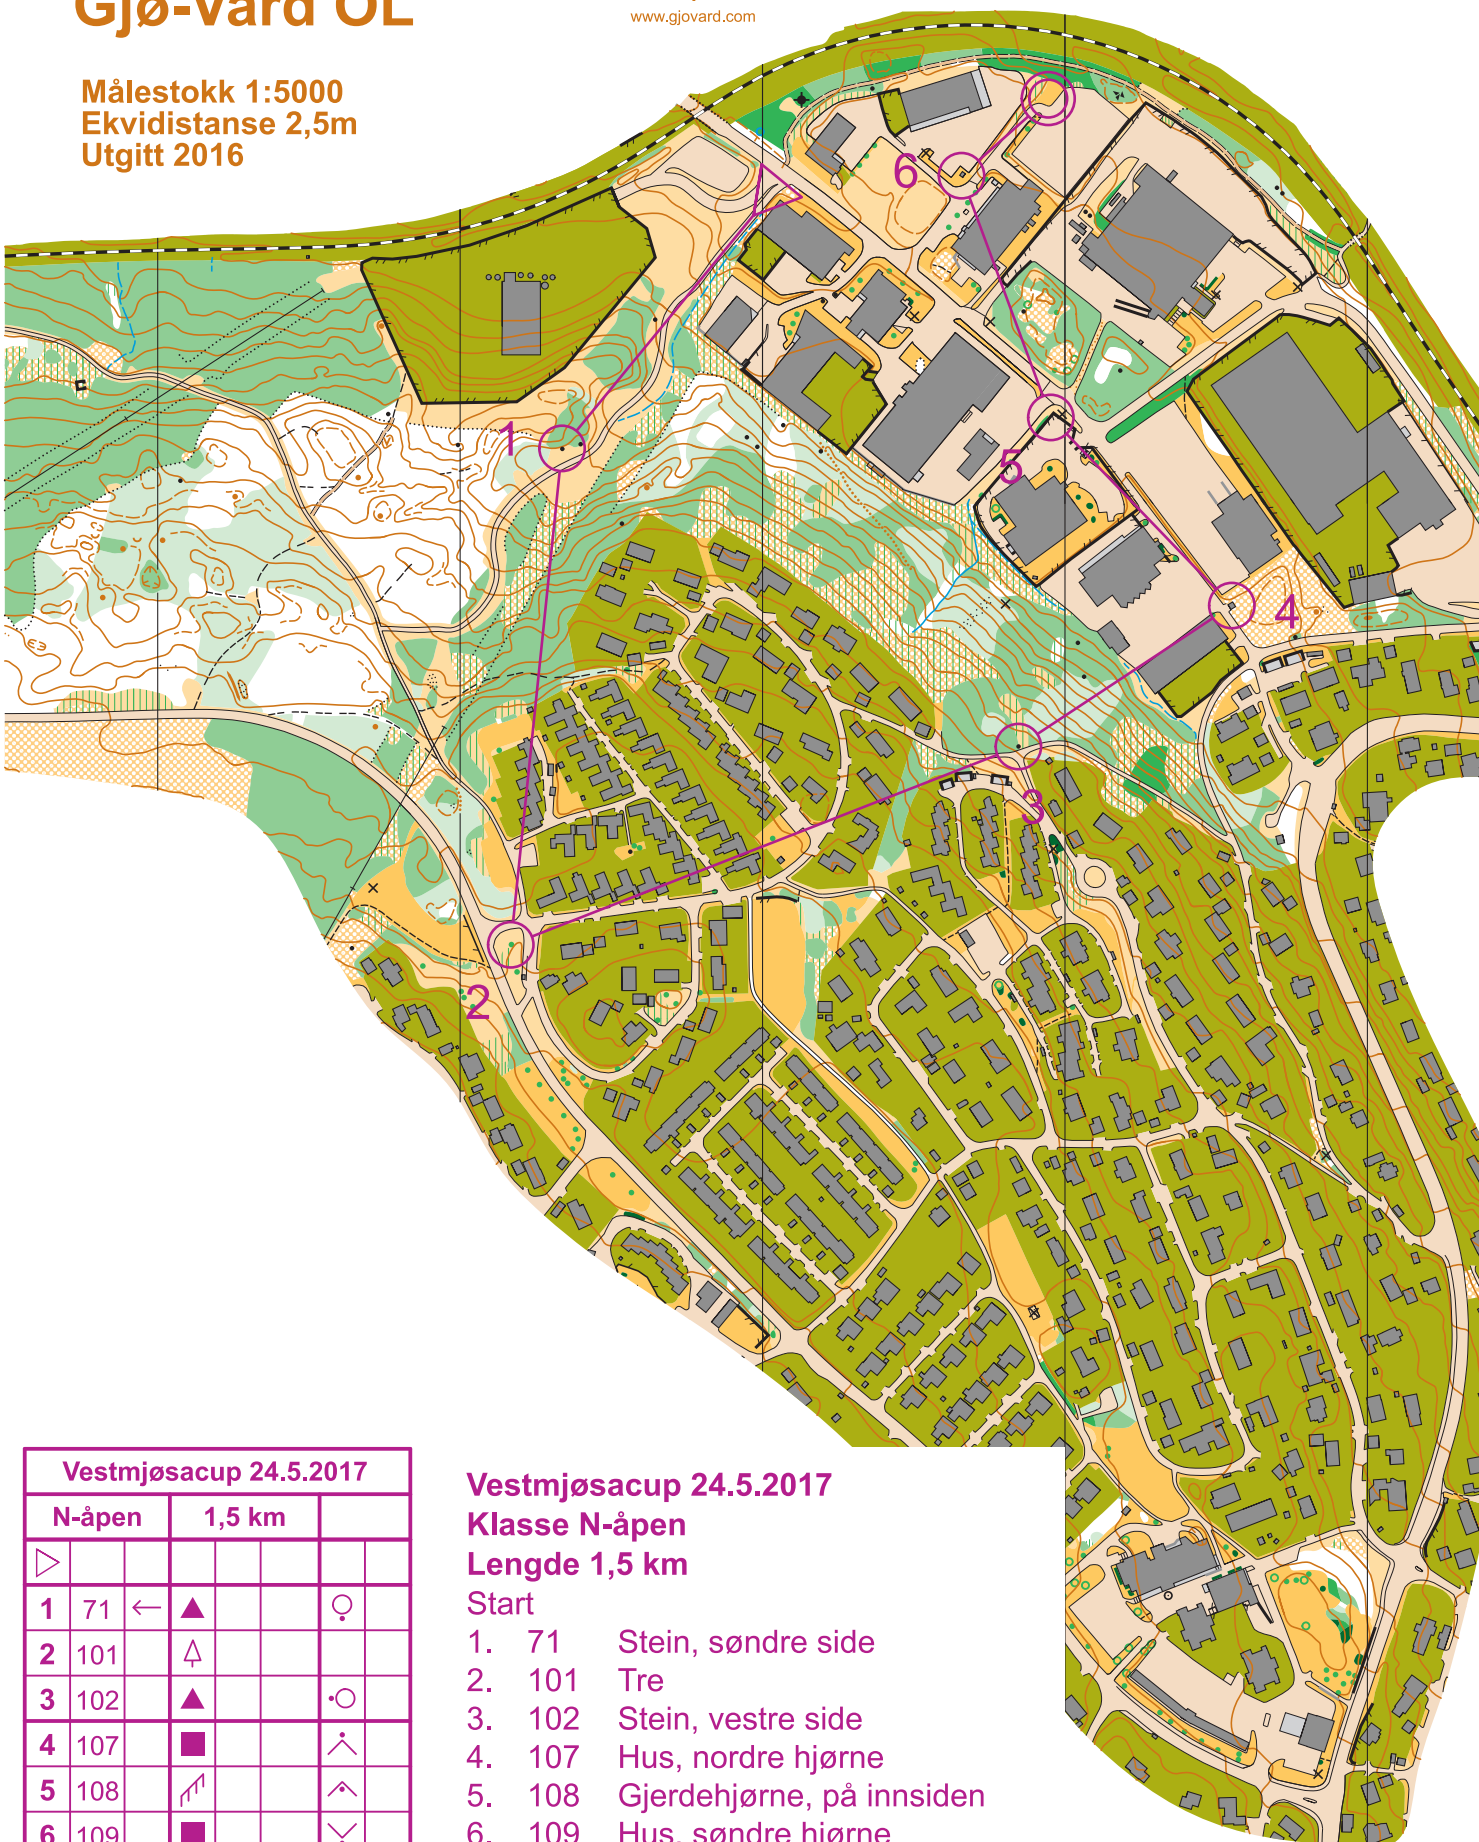 Gjø-Vard OL
www.gjovard.com
Målestokk 1:5000
Ekvidistanse 2,5m
Utgitt 2016
6
1
5
4
3
2
Vestmjøsacup 24.5.2017
N-åpen 1,5 km
1 71
2 101
3 102
4 107
5 108
6 109
Vestmjøsacup 24.5.2017
Klasse N-åpen
Lengde 1,5 km
Start
1. 71 Stein, søndre side
2. 101 Tre
3. 102 Stein, vestre side
4. 107 Hus, nordre hjørne
5. 108 Gjerdehjørne, på innsiden
6. 109 Hus, søndre hjørne